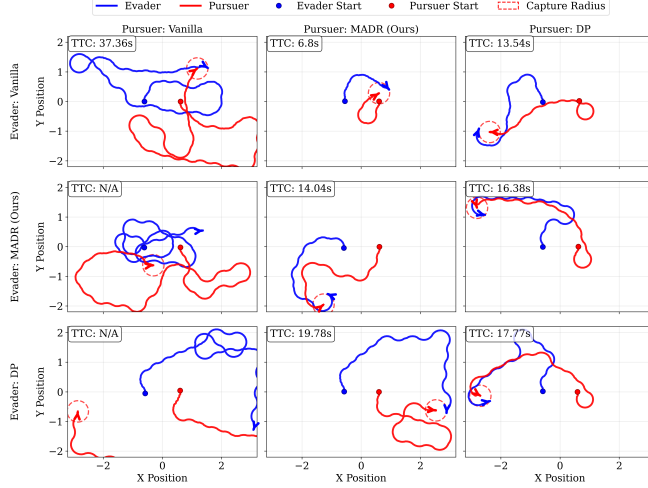 Evader Pursuer Evader Start Pursuer Start Capture Radius
Pursuer: Vanilla Pursuer: MADR (Ours) Pursuer: DP
Evader: Vanilla
Y Position
2
1
0
−1
−2
TTC: 37.36s TTC: 6.8s TTC: 13.54s
Evader: MADR (Ours)
Y Position
2
1
0
−1
−2
TTC: N/A TTC: 14.04s TTC: 16.38s
Evader: DP
Y Position
2
1
0
−1
−2
TTC: N/A TTC: 19.78s TTC: 17.77s
−2 0 2 −2 0 2 −2 0 2
X Position X Position X Position